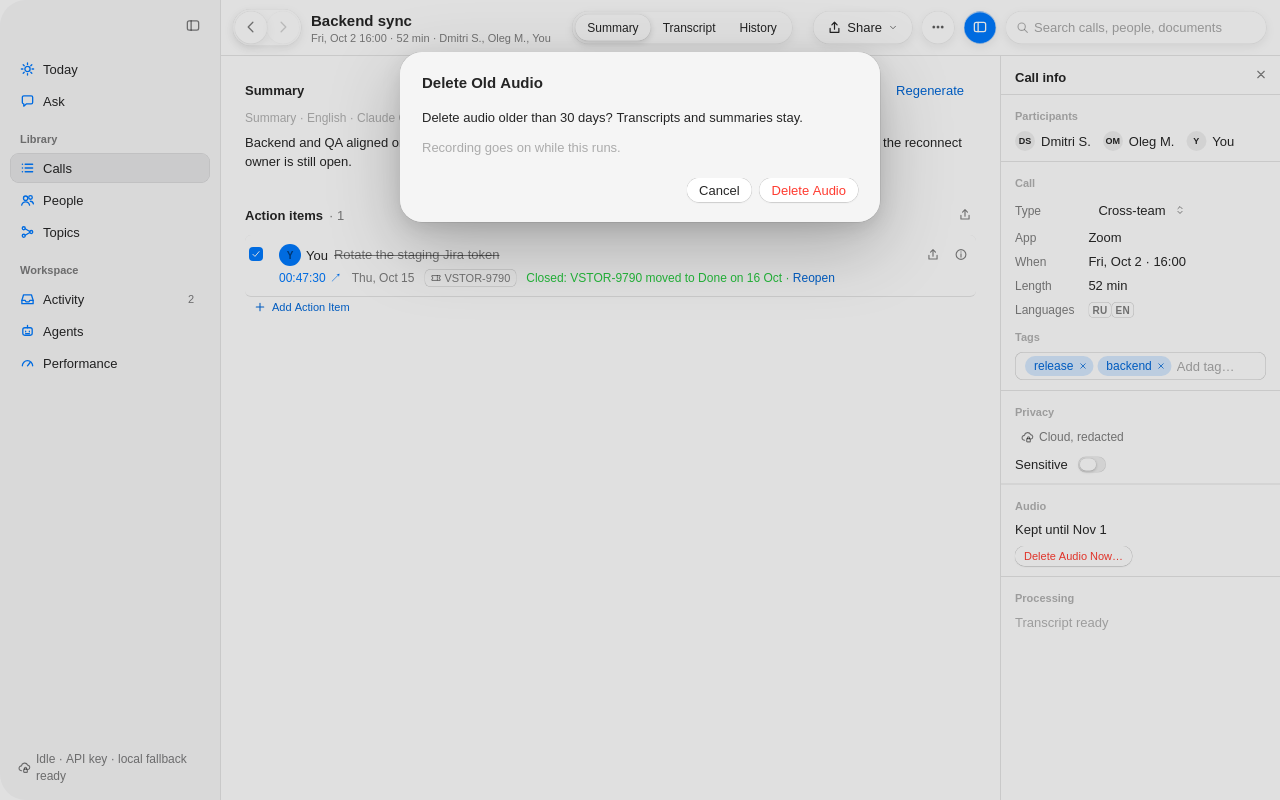 Backend sync
Fri, Oct 2 16:00 · 52 min · Dmitri S., Oleg M., You
Summary
Transcript
History
Share
Search calls, people, documents
Today
Ask
Library
Calls
People
Topics
Workspace
Activity
2
Agents
Performance
Idle · API key · local fallback
ready
Delete Old Audio
Delete audio older than 30 days? Transcripts and summaries stay.
Recording goes on while this runs.
Cancel
Delete Audio
Summary
Regenerate
Summary · English · Claude
Backend and QA aligned
the reconnect
owner is still open.
Action items · 1
Y
You Rotate the staging Jira token
00:47:30
Thu, Oct 15
VSTOR-9790
Closed: VSTOR-9790 moved to Done on 16 Oct · Reopen
Add Action Item
Call info
Participants
DS Dmitri S.
OM Oleg M.
Y You
Call
Type Cross-team
App Zoom
When Fri, Oct 2 · 16:00
Length 52 min
Languages RU EN
Tags
release
backend
Add tag…
Privacy
Cloud, redacted
Sensitive
Audio
Kept until Nov 1
Delete Audio Now…
Processing
Transcript ready